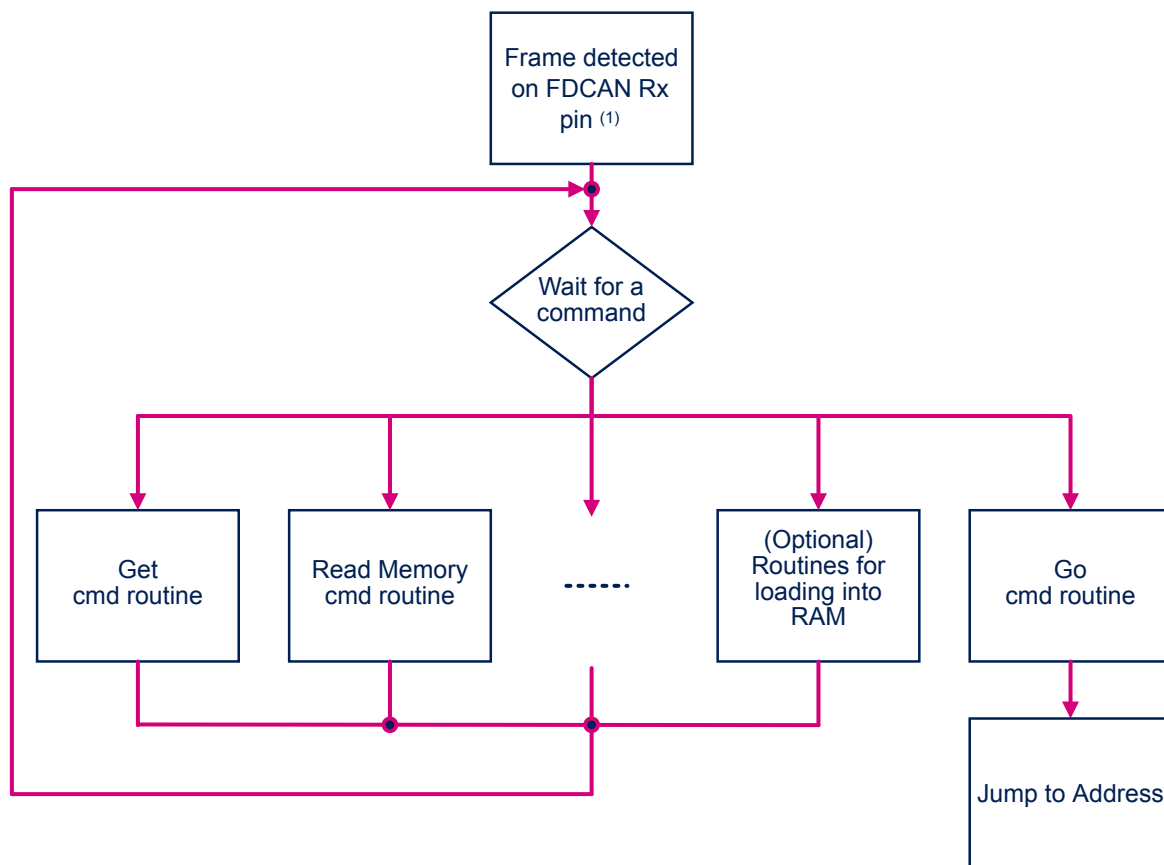 Frame detected
on FDCAN Rx
pin (1)
Wait for a
command
Get
cmd routine
Read Memory
cmd routine
(Optional)
Routines for
loading into
RAM
Go
cmd routine
Jump to Address